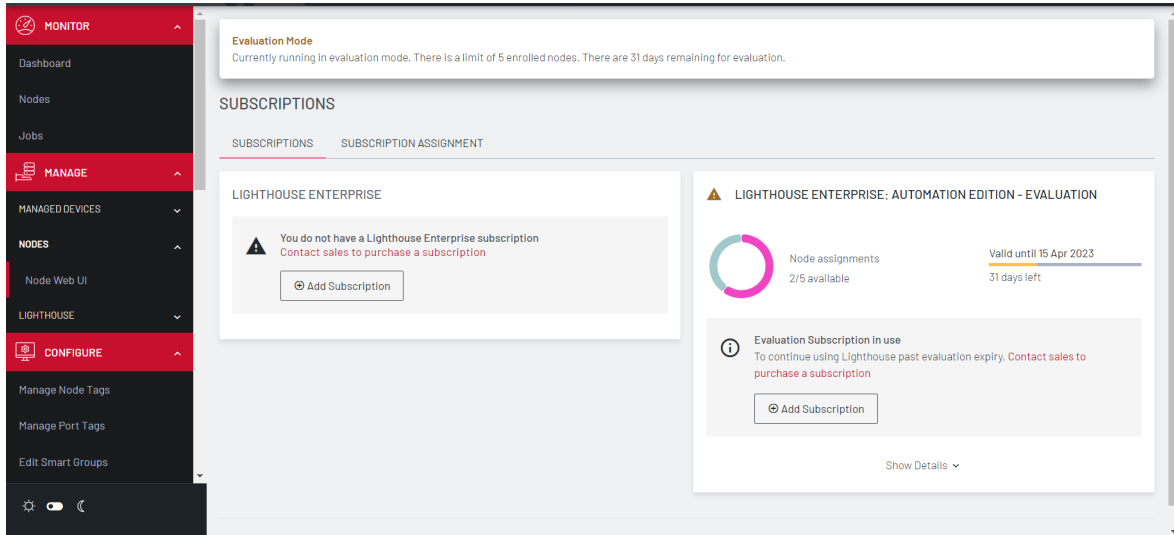 MONITOR
Dashboard
Nodes
Jobs
MANAGE
MANAGED DEVICES
NODES
Node Web UI
LIGHTHOUSE
CONFIGURE
Manage Node Tags
Manage Port Tags
Edit Smart Groups
Evaluation Mode
Currently running in evaluation mode. There is a limit of 5 enrolled nodes. There are 31 days remaining for evaluation.
SUBSCRIPTIONS
SUBSCRIPTIONS SUBSCRIPTION ASSIGNMENT
LIGHTHOUSE ENTERPRISE
You do not have a Lighthouse Enterprise subscription
Contact sales to purchase a subscription
Add Subscription
LIGHTHOUSE ENTERPRISE: AUTOMATION EDITION - EVALUATION
Node assignments
2/5 available
Valid until 15 Apr 2023
31 days left
Evaluation Subscription in use
To continue using Lighthouse past evaluation expiry, Contact sales to
purchase a subscription
Add Subscription
Show Details